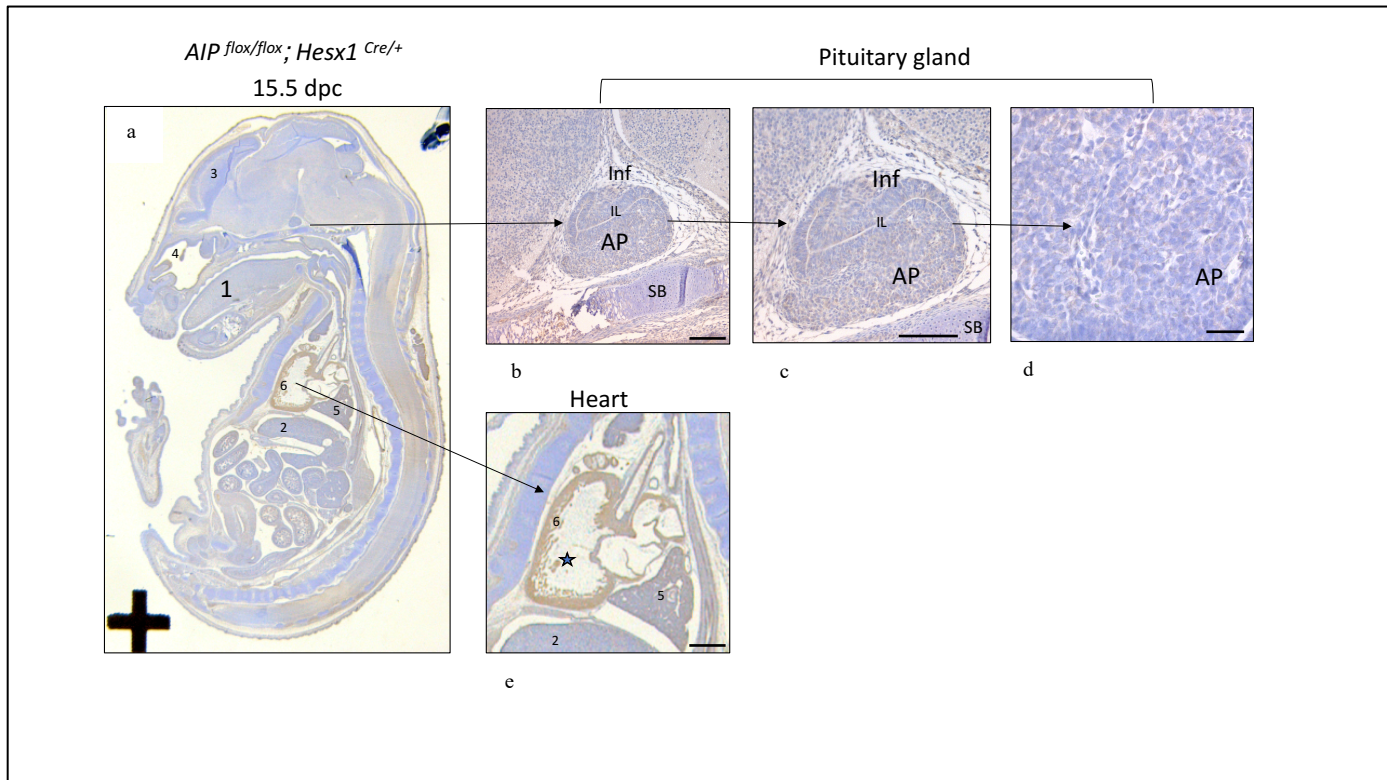 AIP flox/flox; Hesx1 Cre/+
15.5 dpc
Pituitary gland
a
3
4
1
6
5
2
Inf
IL
AP
SB
b
Inf
IL
AP
SB
c
AP
d
Heart
6
5
2
e